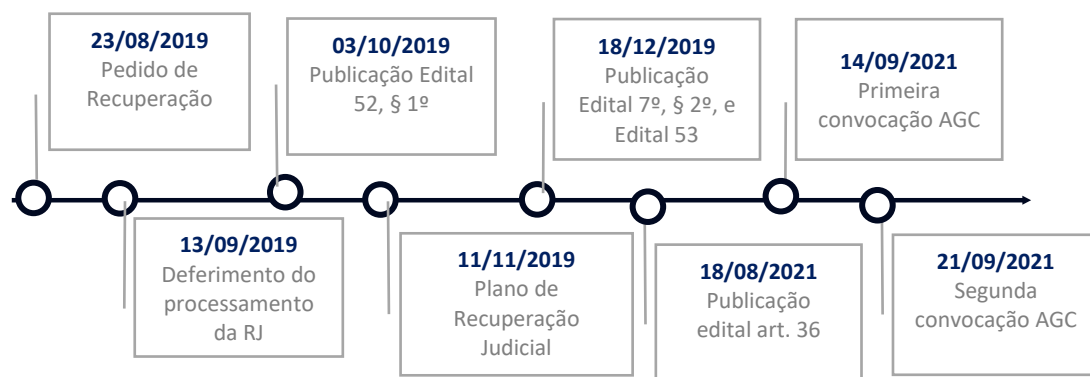 23/08/2019
Pedido de
Recuperação
03/10/2019
Publicação Edital
52, § 1º
18/12/2019
Publicação
Edital 7º, § 2º, e
Edital 53
14/09/2021
Primeira
convocação AGC
13/09/2019
Deferimento do
processamento
da RJ
11/11/2019
Plano de
Recuperação
Judicial
18/08/2021
Publicação
edital art. 36
21/09/2021
Segunda
convocação AGC